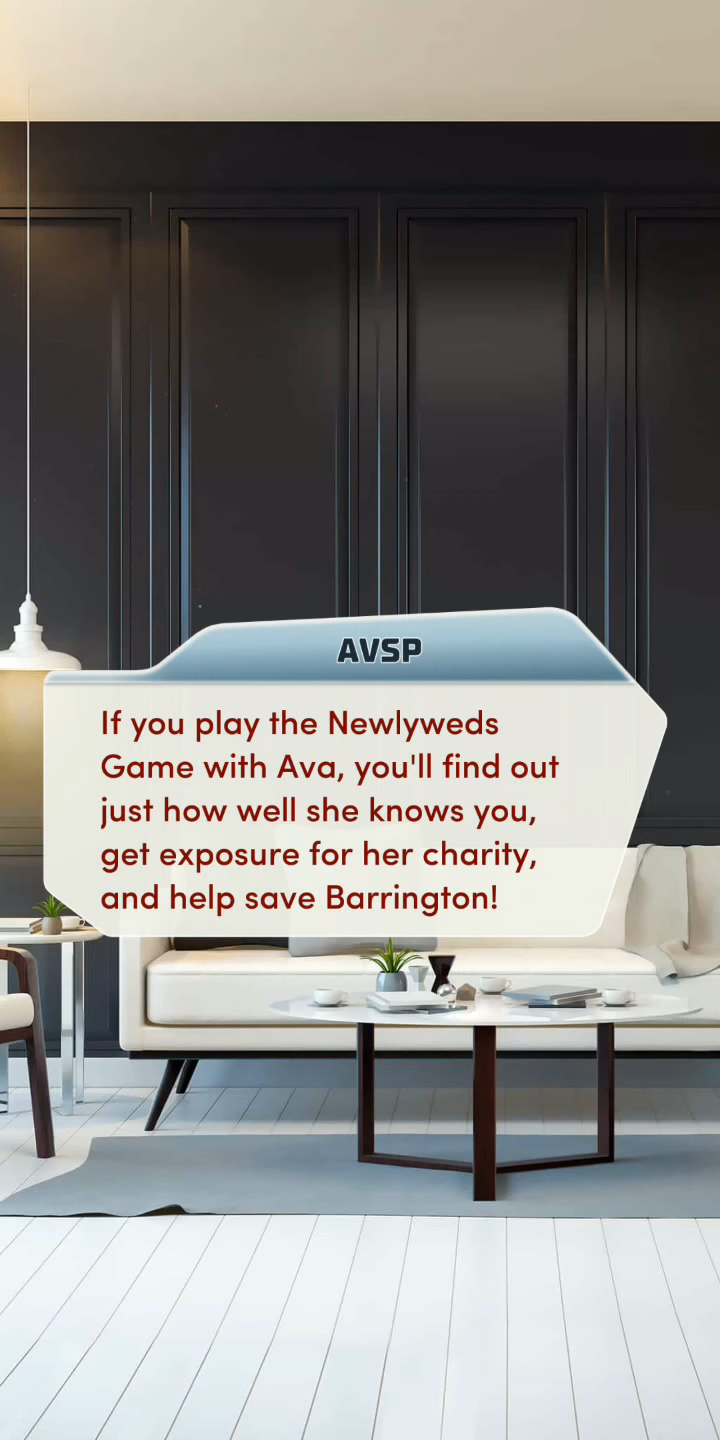 AVSP
If you play the Newlyweds
Game with Ava, you'll find out
just how well she knows you,
get exposure for her charity,
and help save Barrington!